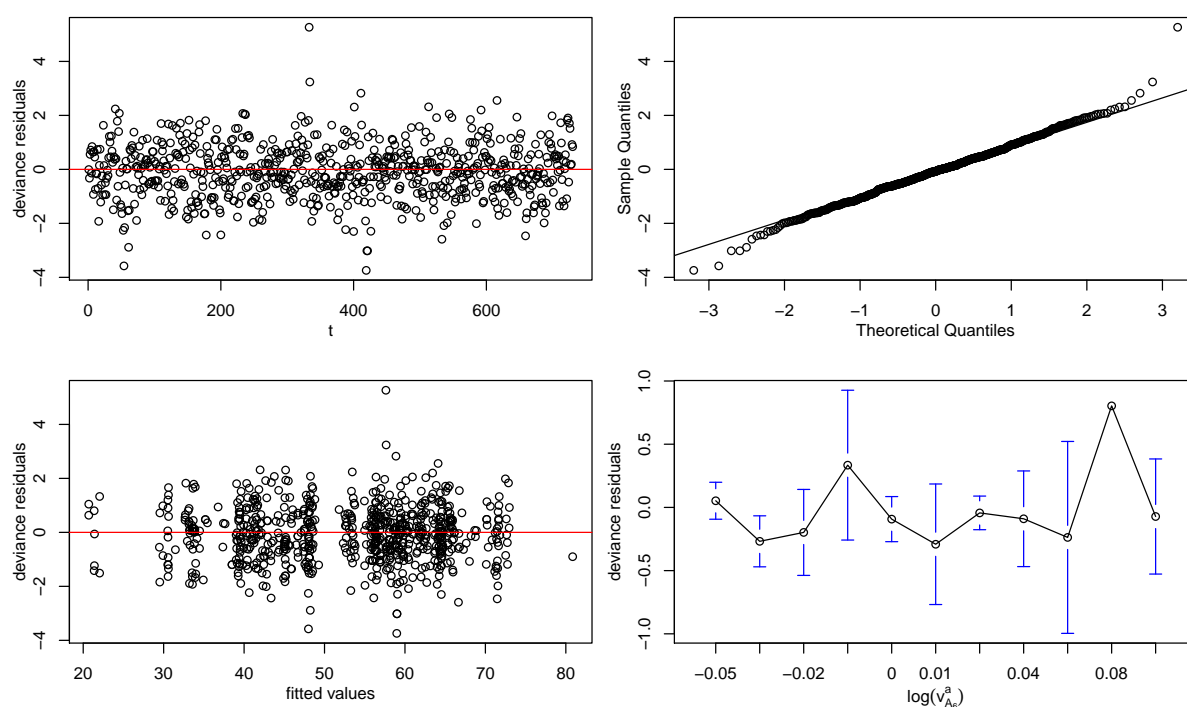 deviance residuals
4
2
0
−2
−4
0 200 400 600
t
Sample Quantiles
4
2
0
−2
−4
−3 −2 −1 0 1 2 3
Theoretical Quantiles
deviance residuals
4
2
0
−2
−4
20 30 40 50 60 70 80
fitted values
deviance residuals
1.0
0.5
0.0
−0.5
−1.0
−0.05 −0.02 0 0.01 0.04 0.08
log(v^a_{A_6})